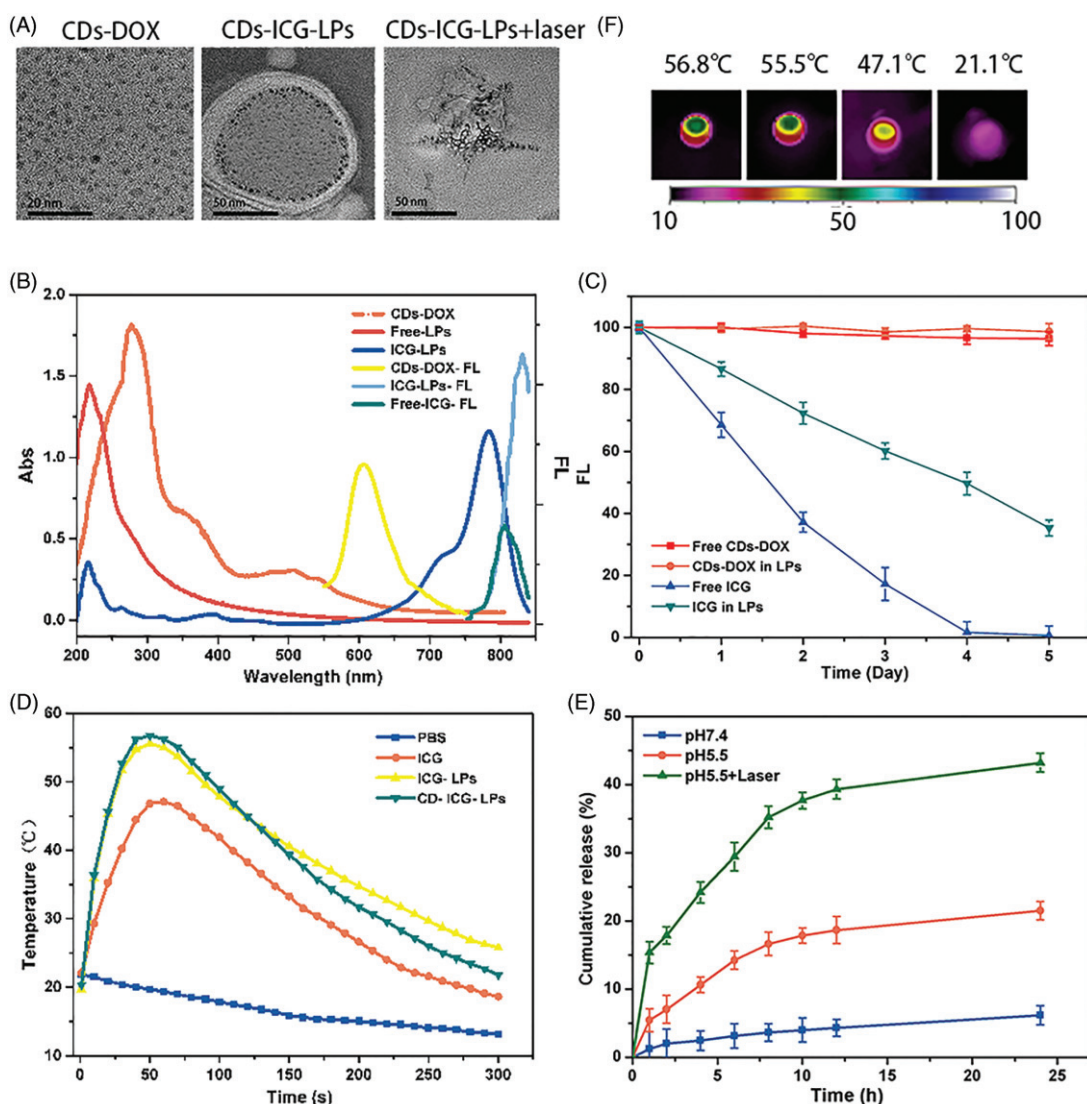 (A)
CDs-DOX CDs-ICG-LPs CDs-ICG-LPs+laser
20 nm 50 nm 50 nm
(F)
56.8℃ 55.5℃ 47.1℃ 21.1℃
10 50 100
(B)
2.0
1.5
1.0
0.5
0.0
Abs
CDs-DOX
Free-LPs
ICG-LPs
CDs-DOX- FL
ICG-LPs- FL
Free-ICG- FL
FL
200 300 400 500 600 700 800
Wavelength (nm)
(C)
100
80
60
40
20
0
FL
Free CDs-DOX
CDs-DOX in LPs
Free ICG
ICG in LPs
0 1 2 3 4 5
Time (Day)
(D)
60
50
40
30
20
10
Temperature (℃)
PBS
ICG
ICG- LPs
CD- ICG- LPs
0 50 100 150 200 250 300
Time (s)
(E)
50
40
30
20
10
0
Cumulative release (%)
pH7.4
pH5.5
pH5.5+Laser
0 5 10 15 20 25
Time (h)